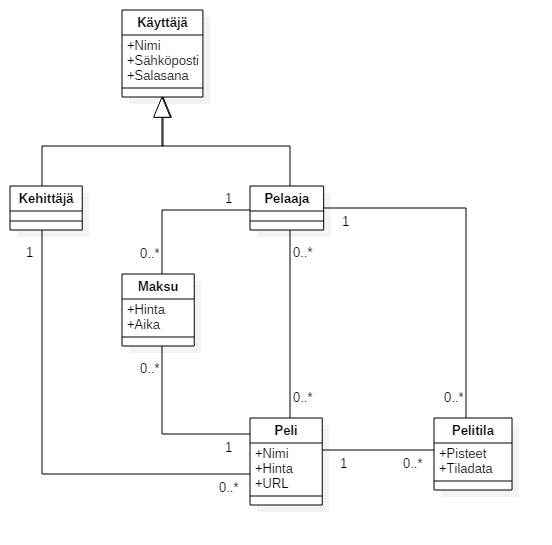 Käyttäjä
+Nimi
+Sähköposti
+Salasana
Kehittäjä
1
Pelaaja
1
1
0..*
0..*
Maksu
+Hinta
+Aika
0..*
0..*
0..*
Peli
+Nimi
+Hinta
+URL
1
0..*
1
0..*
Pelitila
+Pisteet
+Tiladata